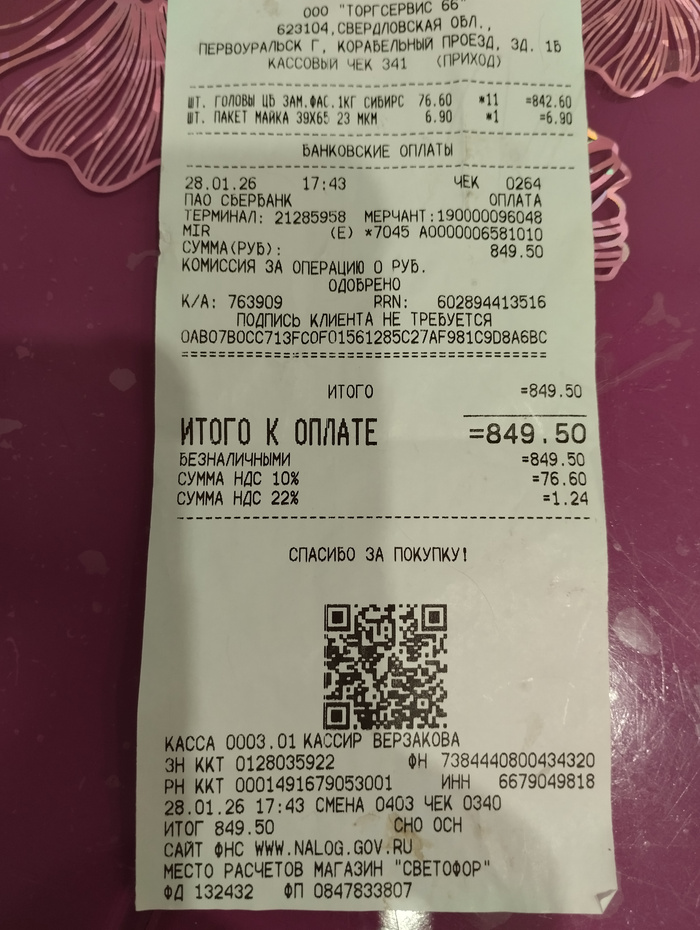 ООО "ТОРГСЕРВИС 66"
623104,СВЕРДЛОВСКАЯ ОБЛ.,
ПЕРВОУРАЛЬСК Г, КОРАБЕЛЬНЫЙ ПРОЕЗД, ЗД. 1Б
КАССОВЫЙ ЧЕК 341 (ПРИХОД)
ШТ. ГОЛОВЫ ЦБ ЗАМ.ФАС.1КГ СИБИРС 76.60 *11 =842.60
ШТ. ПАКЕТ МАЙКА 39Х65 23 МКМ 6.90 *1 =6.90
БАНКОВСКИЕ ОПЛАТЫ
28.01.26 17:43 ЧЕК 0264
ПАО СБЕРБАНК ОПЛАТА
ТЕРМИНАЛ: 21285958 МЕРЧАНТ:190000096048
MIR (E) *7045 A0000006581010
СУММА(РУБ): 849.50
КОМИССИЯ ЗА ОПЕРАЦИЮ 0 РУБ.
ОДОБРЕНО
К/А: 763909 RRN: 602894413516
ПОДПИСЬ КЛИЕНТА НЕ ТРЕБУЕТСЯ
0AB07B0CC713FC0F01561285C27AF981C9D8A6BC
ИТОГО =849.50
ИТОГО К ОПЛАТЕ =849.50
БЕЗНАЛИЧНЫМИ =849.50
СУММА НДС 10% =76.60
СУММА НДС 22% =1.24
СПАСИБО ЗА ПОКУПКУ!
КАССА 0003.01 КАССИР ВЕРЗАКОВА
ЗН ККТ 0128035922 ФН 7384440800434320
РН ККТ 0001491679053001 ИНН 6679049818
28.01.26 17:43 СМЕНА 0403 ЧЕК 0340
ИТОГ 849.50 СНО ОСН
САЙТ ФНС WWW.NALOG.GOV.RU
МЕСТО РАСЧЕТОВ МАГАЗИН "СВЕТОФОР"
ФД 132432 ФП 0847833807